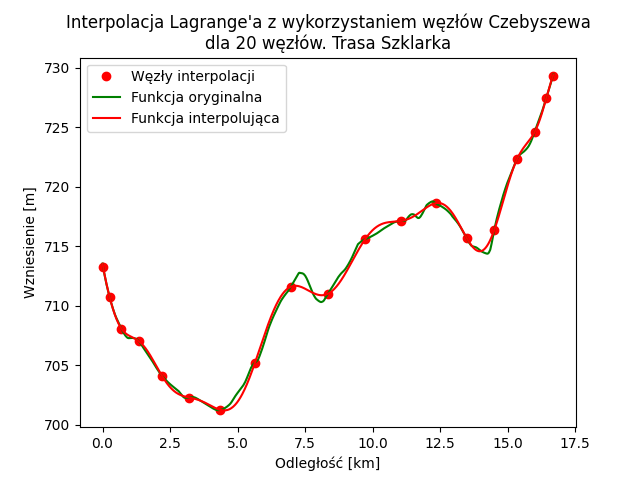 Interpolacja Lagrange'a z wykorzystaniem węzłów Czebyszewa
dla 20 węzłów. Trasa Szklarka
Węzły interpolacji
Funkcja oryginalna
Funkcja interpolująca
730
725
720
715
710
705
700
Wzniesienie [m]
0.0 2.5 5.0 7.5 10.0 12.5 15.0 17.5
Odległość [km]